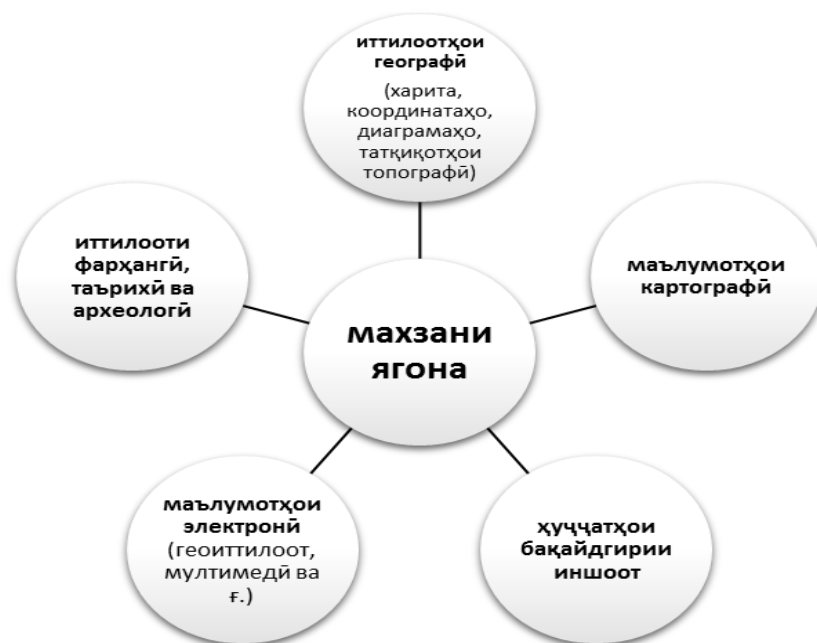 иттилоотҳои
географӣ
(харита,
координатаҳо,
диаграмаҳо,
татқиқотҳои
топографӣ)
иттилооти
фарҳангӣ,
таърихӣ ва
археологӣ
маълумотҳои
картографӣ
махзани
ягона
маълумотҳои
электронӣ
(геоиттилоот,
мултимедӣ ва
ғ.)
ҳуҷҷатҳои
бақайдгирии
иншоот